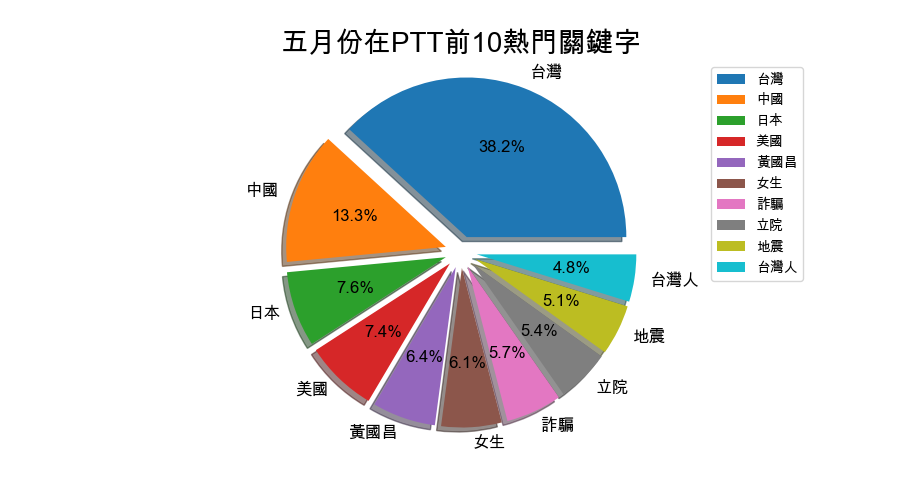 五月份在PTT前10熱門關鍵字
台灣
38.2%
中國
13.3%
日本
7.6%
美國
7.4%
黃國昌
6.4%
女生
6.1%
詐騙
5.7%
立院
5.4%
地震
5.1%
台灣人
4.8%
台灣
中國
日本
美國
黃國昌
女生
詐騙
立院
地震
台灣人